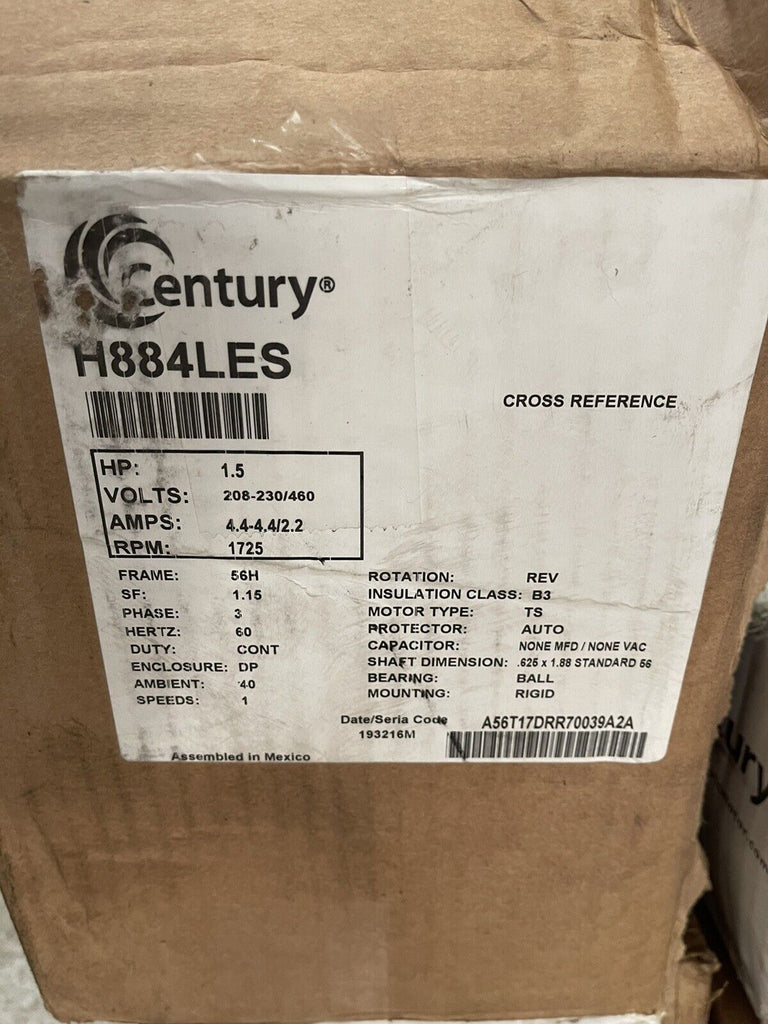 Century®
H884LES
CROSS REFERENCE
HP: 1.5
VOLTS: 208-230/460
AMPS: 4.4-4.4/2.2
RPM: 1725
FRAME: 56H
SF: 1.15
PHASE: 3
HERTZ: 60
DUTY: CONT
ENCLOSURE: DP
AMBIENT: 40
SPEEDS: 1
ROTATION: REV
INSULATION CLASS: B3
MOTOR TYPE: TS
PROTECTOR: AUTO
CAPACITOR: NONE MFD / NONE VAC
SHAFT DIMENSION: .625 x 1.88 STANDARD 56
BEARING: BALL
MOUNTING: RIGID
Date/Seria Code A56T17DRR70039A2A
193216M
Assembled in Mexico
ury